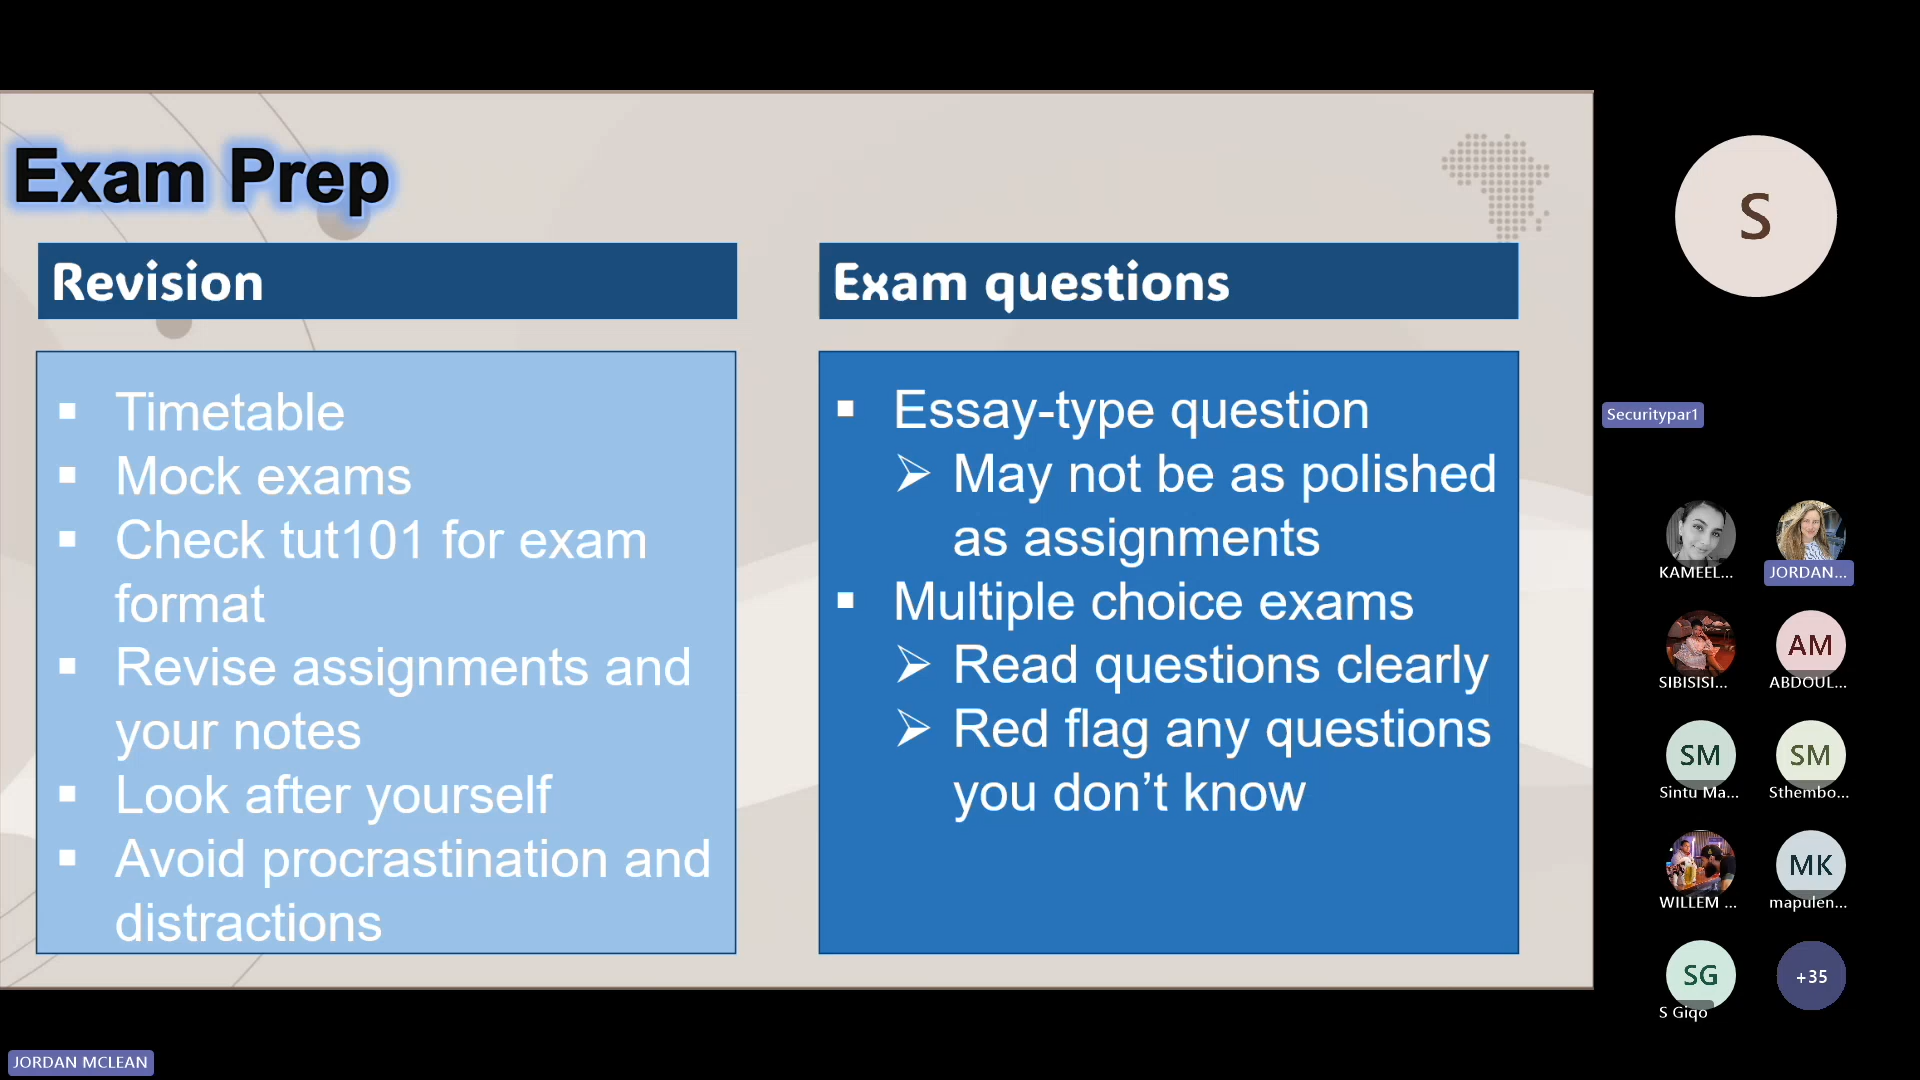 Exam Prep
Revision
Timetable
Mock exams
Check tut101 for exam
format
Revise assignments and
your notes
Look after yourself
Avoid procrastination and
distractions
Exam questions
Essay-type question
May not be as polished
as assignments
Multiple choice exams
Read questions clearly
Red flag any questions
you don't know
S
Securitypar1
KAMEEL...
JORDAN...
SIBISISI...
AM
ABDOUL...
SM
Sintu Ma...
SM
Sthembo...
WILLEM ...
MK
mapulen...
SG
S Giqo
+35
JORDAN MCLEAN